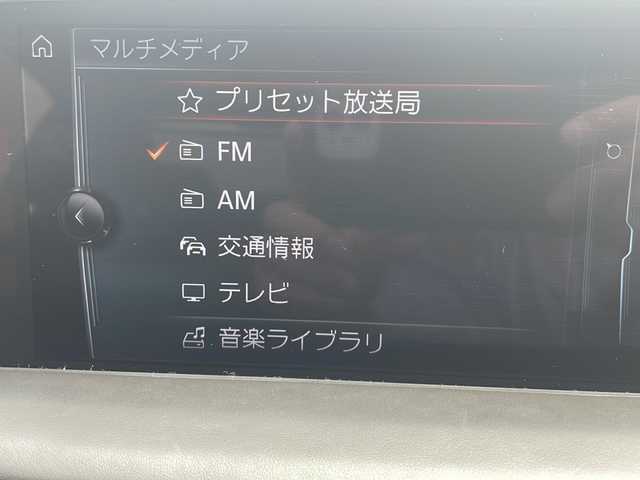 マルチメディア
プリセット放送局
FM
AM
交通情報
テレビ
音楽ライブラリ